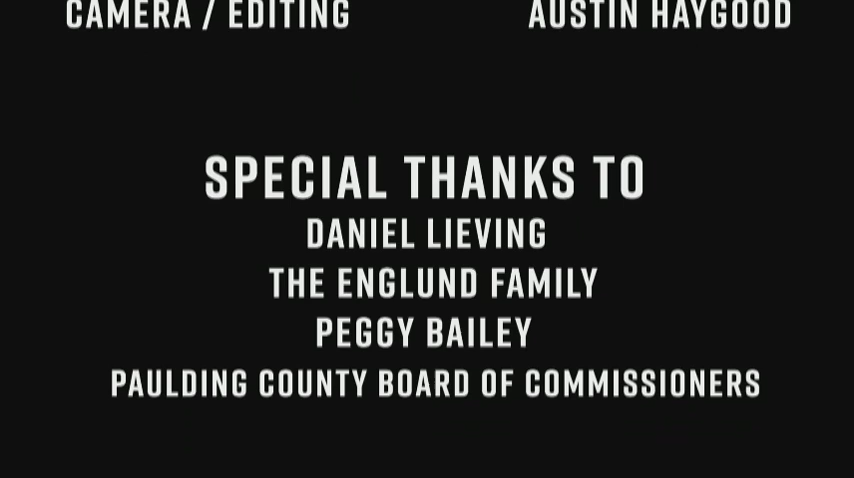 CAMERA / EDITING AUSTIN HAYGOOD
SPECIAL THANKS TO
DANIEL LIEVING
THE ENGLUND FAMILY
PEGGY BAILEY
PAULDING COUNTY BOARD OF COMMISSIONERS